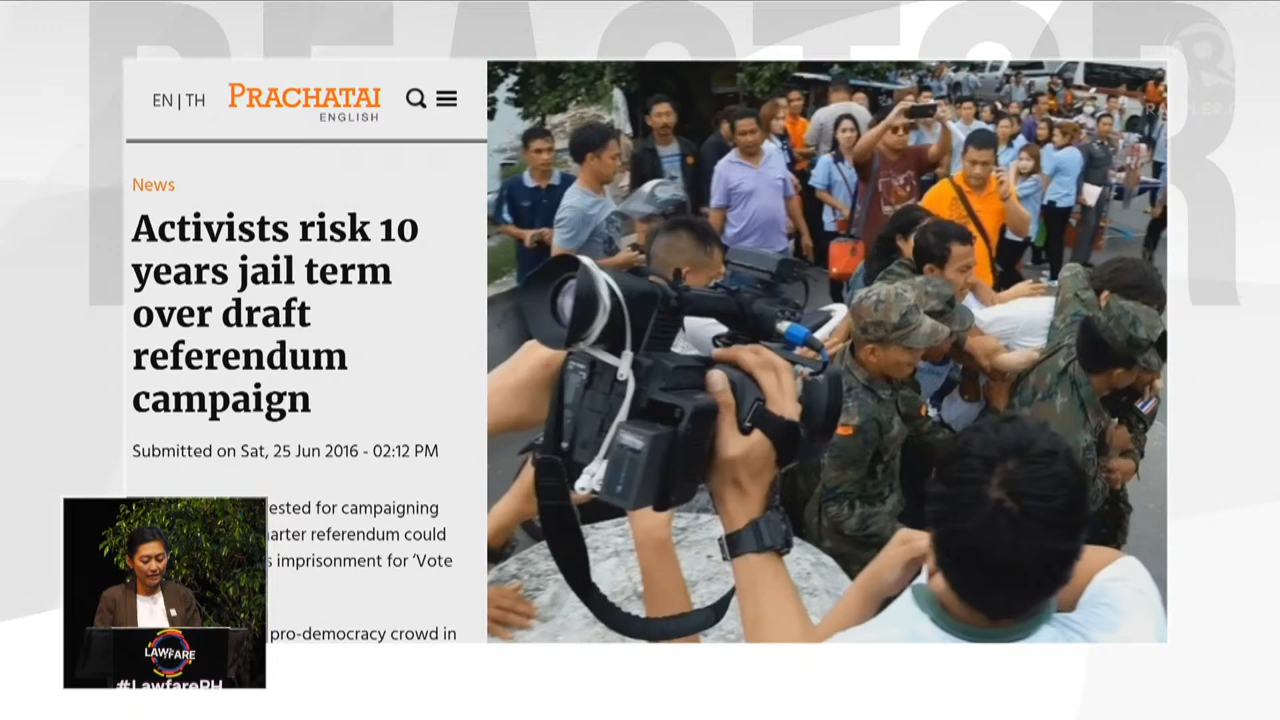 REACTOR
R
RAPPLER.C
EN | TH
PRACHATAI
ENGLISH
News
Activists risk 10
years jail term
over draft
referendum
campaign
Submitted on Sat, 25 Jun 2016 - 02:12 PM
ested for campaigning
arter referendum could
s imprisonment for ‘Vote
pro-democracy crowd in
LAWFARE
#LawfarePH